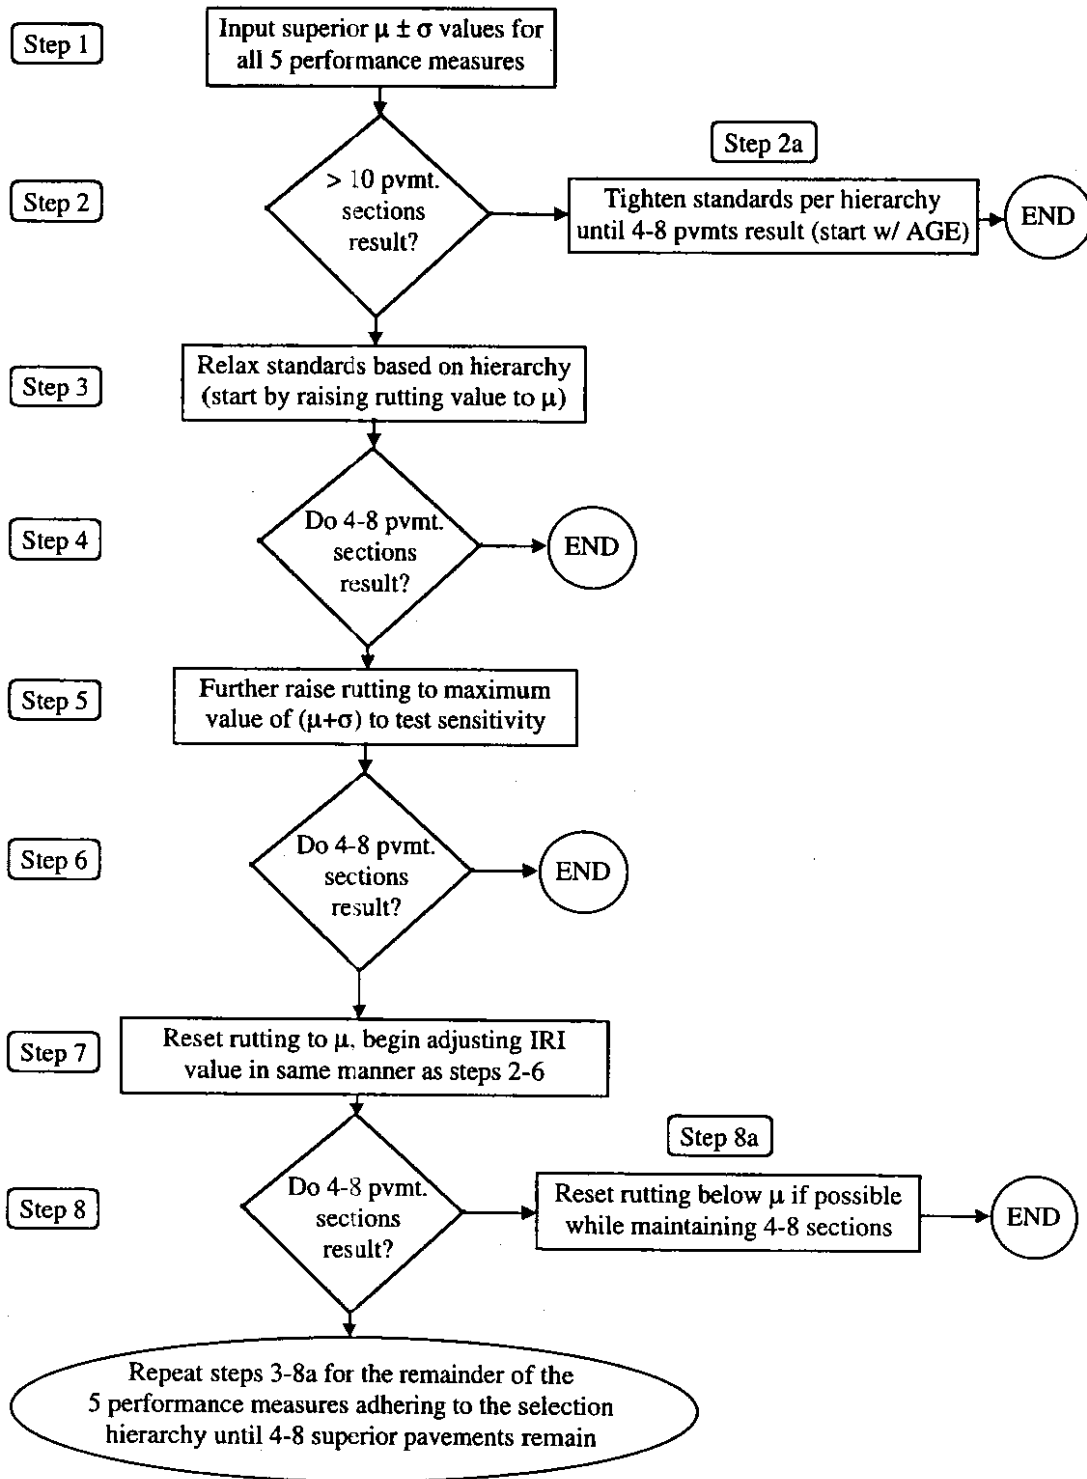 Step 1
Input superior μ ± σ values for
all 5 performance measures
Step 2
> 10 pvmt.
sections
result?
Step 2a
Tighten standards per hierarchy
until 4-8 pvmts result (start w/ AGE)
END
Step 3
Relax standards based on hierarchy
(start by raising rutting value to μ)
Step 4
Do 4-8 pvmt.
sections
result?
END
Step 5
Further raise rutting to maximum
value of (μ+σ) to test sensitivity
Step 6
Do 4-8 pvmt.
sections
result?
END
Step 7
Reset rutting to μ, begin adjusting IRI
value in same manner as steps 2-6
Step 8
Do 4-8 pvmt.
sections
result?
Step 8a
Reset rutting below μ if possible
while maintaining 4-8 sections
END
Repeat steps 3-8a for the remainder of the
5 performance measures adhering to the selection
hierarchy until 4-8 superior pavements remain